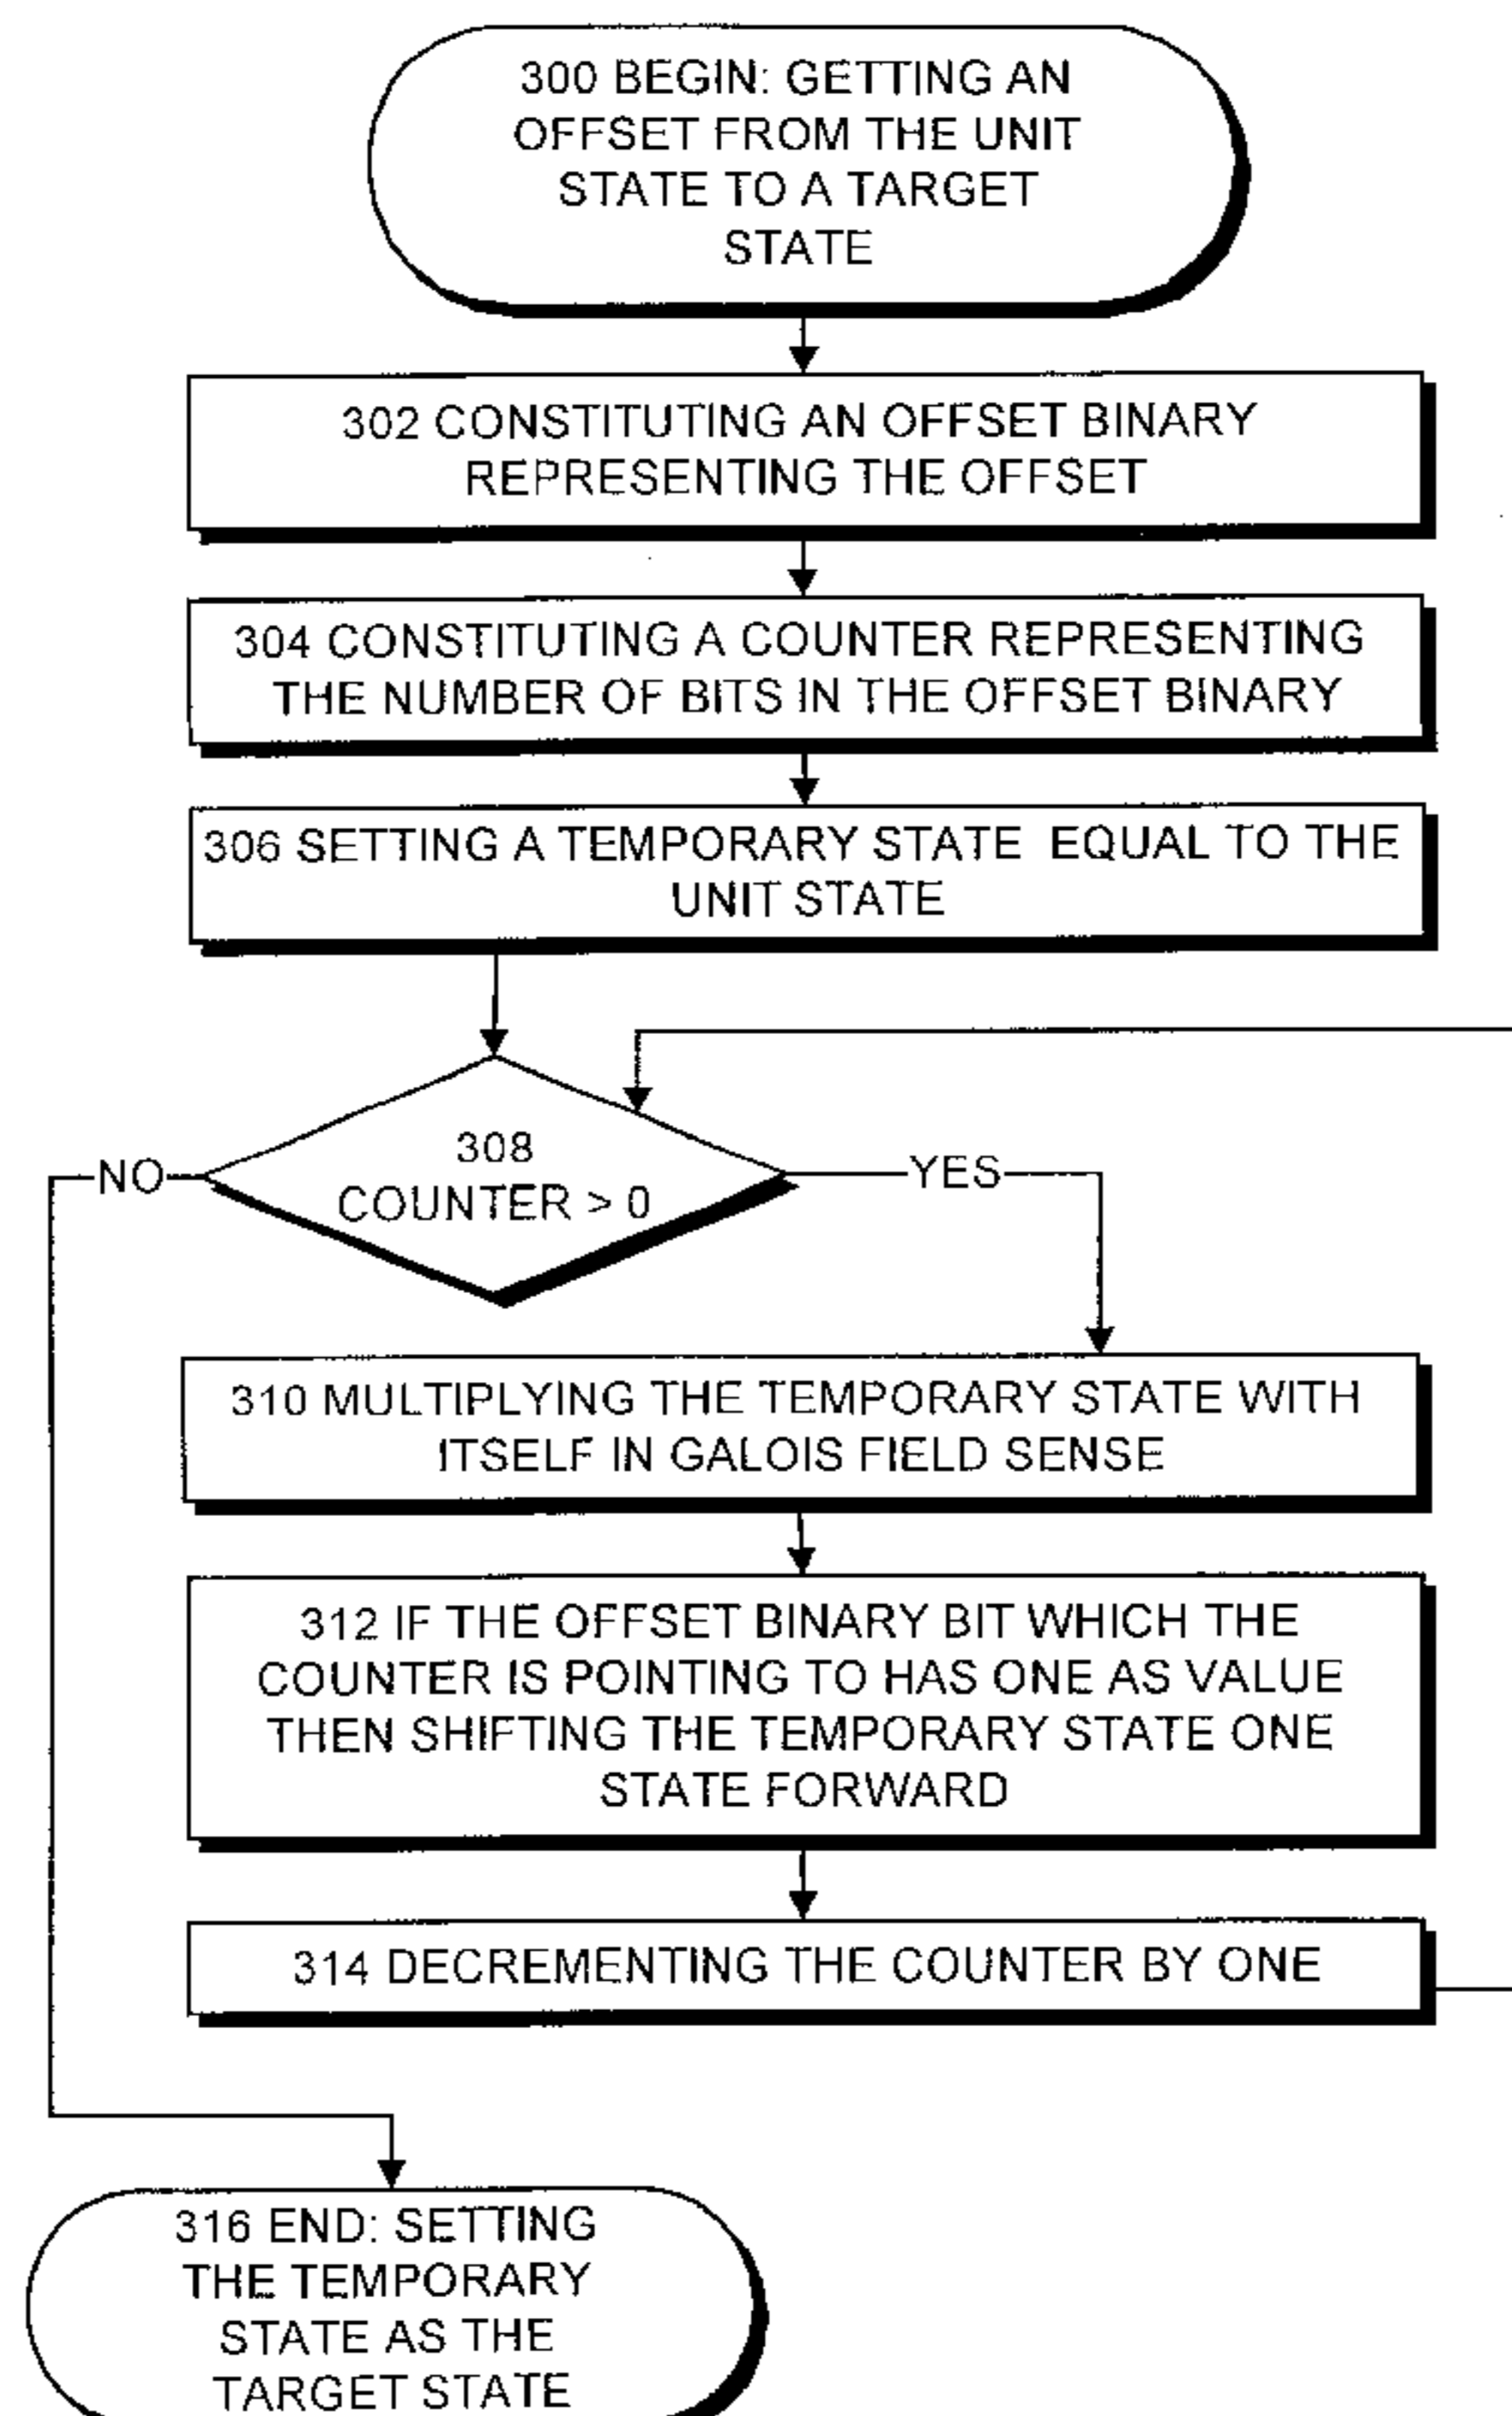 300 BEGIN: GETTING AN
OFFSET FROM THE UNIT
STATE TO A TARGET
STATE
302 CONSTITUTING AN OFFSET BINARY
REPRESENTING THE OFFSET
304 CONSTITUTING A COUNTER REPRESENTING
THE NUMBER OF BITS IN THE OFFSET BINARY
306 SETTING A TEMPORARY STATE EQUAL TO THE
UNIT STATE
308
COUNTER > 0
NO
YES
310 MULTIPLYING THE TEMPORARY STATE WITH
ITSELF IN GALOIS FIELD SENSE
312 IF THE OFFSET BINARY BIT WHICH THE
COUNTER IS POINTING TO HAS ONE AS VALUE
THEN SHIFTING THE TEMPORARY STATE ONE
STATE FORWARD
314 DECREMENTING THE COUNTER BY ONE
316 END: SETTING
THE TEMPORARY
STATE AS THE
TARGET STATE